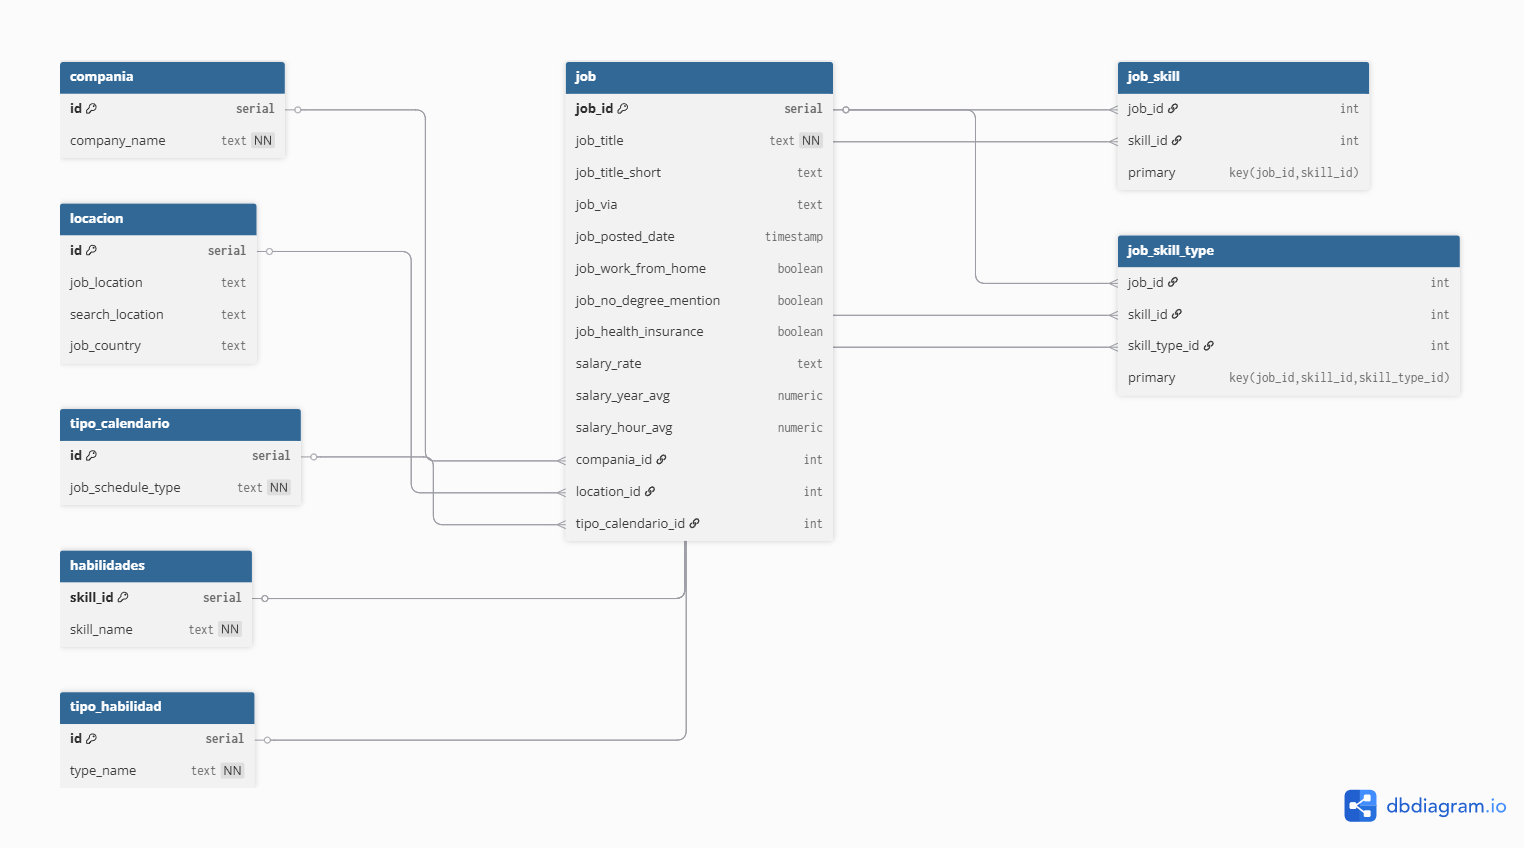 compania
id serial
company_name text NN
locacion
id serial
job_location text
search_location text
job_country text
tipo_calendario
id serial
job_schedule_type text NN
habilidades
skill_id serial
skill_name text NN
tipo_habilidad
id serial
type_name text NN
job
job_id serial
job_title text NN
job_title_short text
job_via text
job_posted_date timestamp
job_work_from_home boolean
job_no_degree_mention boolean
job_health_insurance boolean
salary_rate text
salary_year_avg numeric
salary_hour_avg numeric
compania_id int
location_id int
tipo_calendario_id int
job_skill
job_id int
skill_id int
primary key(job_id,skill_id)
job_skill_type
job_id int
skill_id int
skill_type_id int
primary key(job_id,skill_id,skill_type_id)
dbdiagram.io